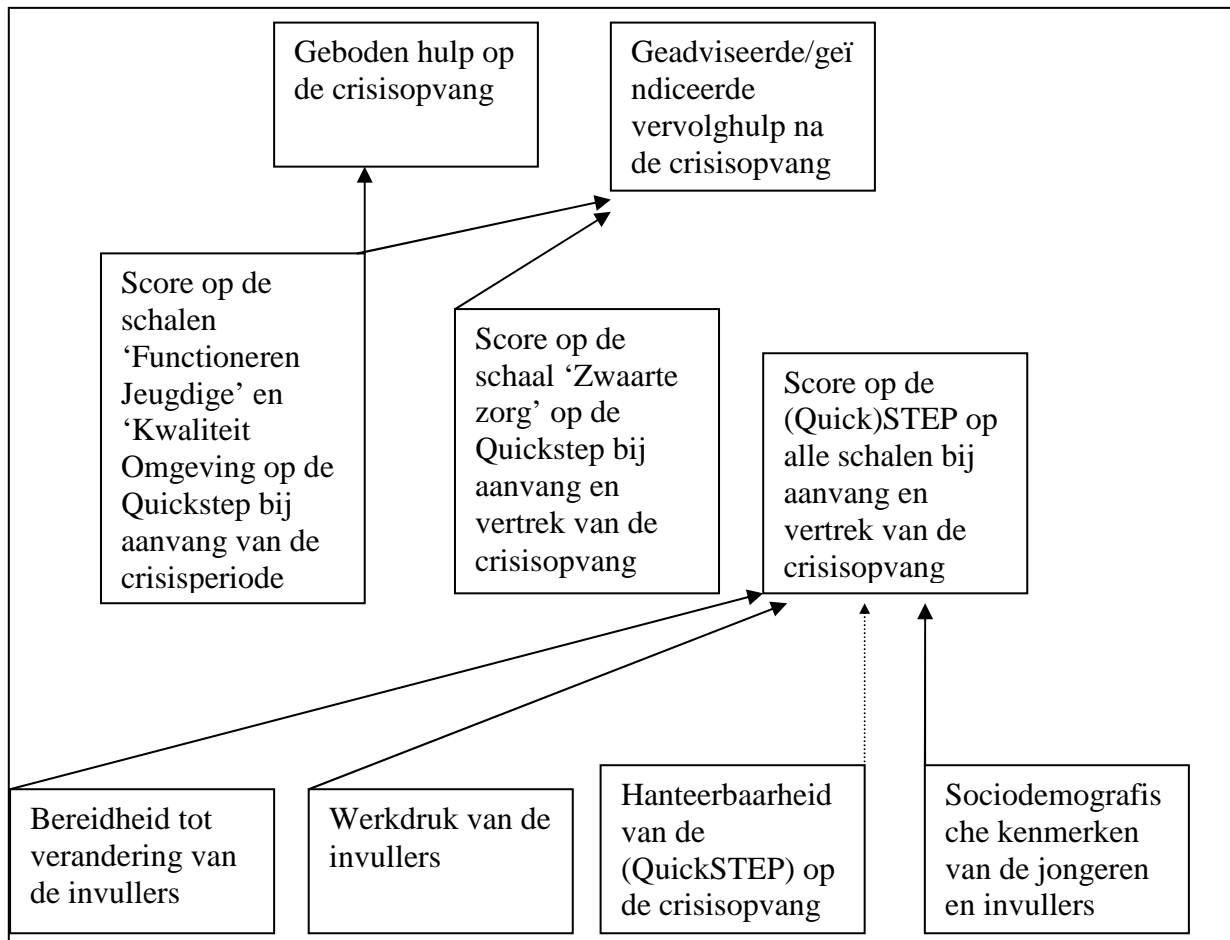 Geboden hulp op
de crisisopvang
Geadviseerde/geï
ndiceerde
vervolghulp na
de crisisopvang
Score op de
schalen
‘Functioneren
Jeugdige’ en
‘Kwaliteit
Omgeving op de
Quickstep bij
aanvang van de
crisisperiode
Score op de
schaal ‘Zwaarte
zorg’ op de
Quickstep bij
aanvang en
vertrek van de
crisisopvang
Score op de
(Quick)STEP op
alle schalen bij
aanvang en
vertrek van de
crisisopvang
Bereidheid tot
verandering van
de invullers
Werkdruk van de
invullers
Hanteerbaarheid
van de
(QuickSTEP) op
de crisisopvang
Sociodemografis
che kenmerken
van de jongeren
en invullers